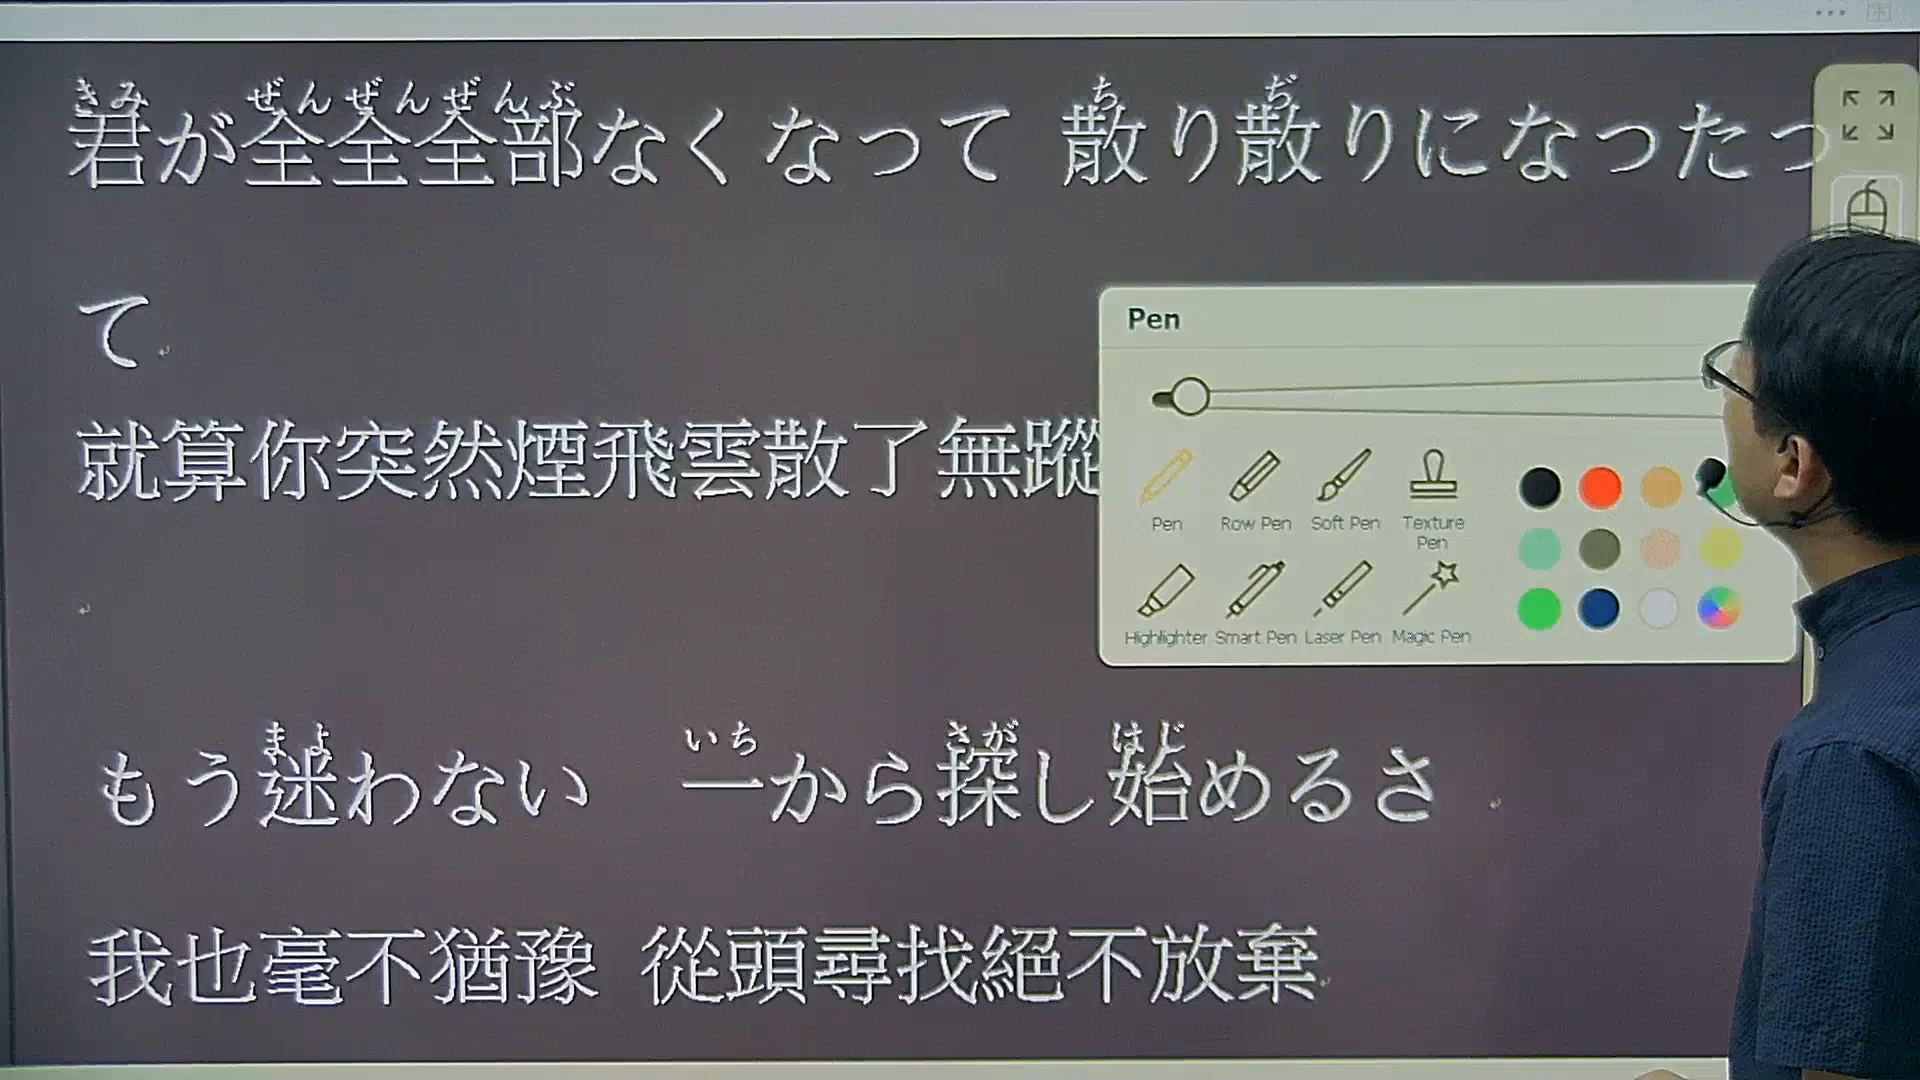 きみ ぜん ぜん ぜんぶ ち ぢ
君が全全全部なくなって 散り散りになったっ
て
就算你突然煙飛雲散了無蹤
Pen
Pen Row Pen Soft Pen Texture Pen
Highlighter Smart Pen Laser Pen Magic Pen
まよ いち さが はじ
もう迷わない 一から探し始めるさ
我也毫不猶豫 從頭尋找絕不放棄